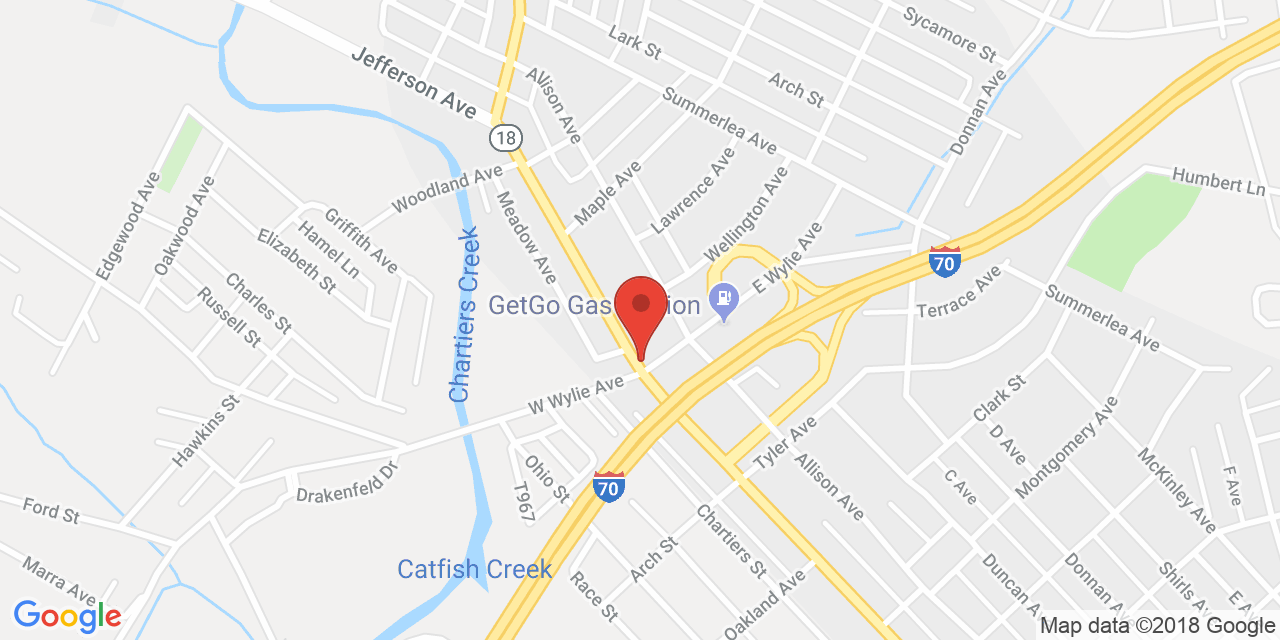 Sycamore St
Lark St
Jefferson Ave
Allison Ave
Arch St
Donnan Ave
Summerlea Ave
18
Woodland Ave
Maple Ave
Lawrence Ave
Humbert Ln
Edgewood Ave
Oakwood Ave
Griffith Ave
Hamel Ln
Elizabeth St
Meadow Ave
Wellington Ave
E Wylie Ave
70
Chartiers Creek
Charles St
Russell St
GetGo Gas
ion
Terrace Ave
Summerlea Ave
W Wylie Ave
Hawkins St
Clark St
D Ave
Montgomery Ave
Tyler Ave
Allison Ave
McKinley Ave
F Ave
C Ave
Drakenfeld Dr
Ohio St
T967
70
Ford St
Chartiers St
Arch St
Catfish Creek
Race St
Oakland Ave
Marra Ave
Duncan Av
Donnan Ave
Shirls Av
E Av
Google
Map data ©2018 Google